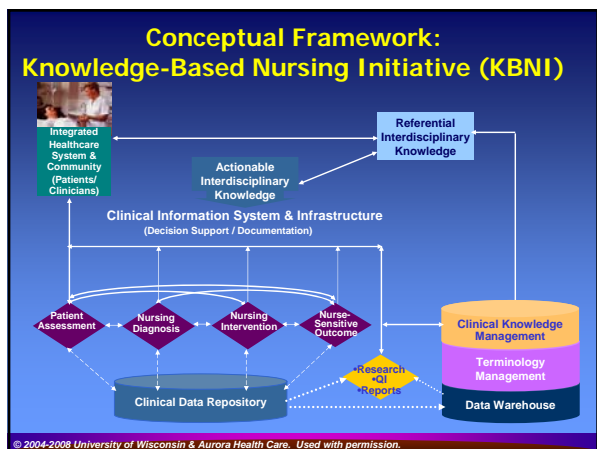 Conceptual Framework:
Knowledge-Based Nursing Initiative (KBNI)
Integrated
Healthcare
System &
Community
(Patients/
Clinicians)
Referential
Interdisciplinary
Knowledge
Actionable
Interdisciplinary
Knowledge
Clinical Information System & Infrastructure
(Decision Support / Documentation)
Patient
Assessment
Nursing
Diagnosis
Nursing
Intervention
Nurse-
Sensitive
Outcome
Clinical Knowledge
Management
Terminology
Management
Data Warehouse
•Research
•QI
•Reports
Clinical Data Repository
© 2004-2008 University of Wisconsin & Aurora Health Care. Used with permission.